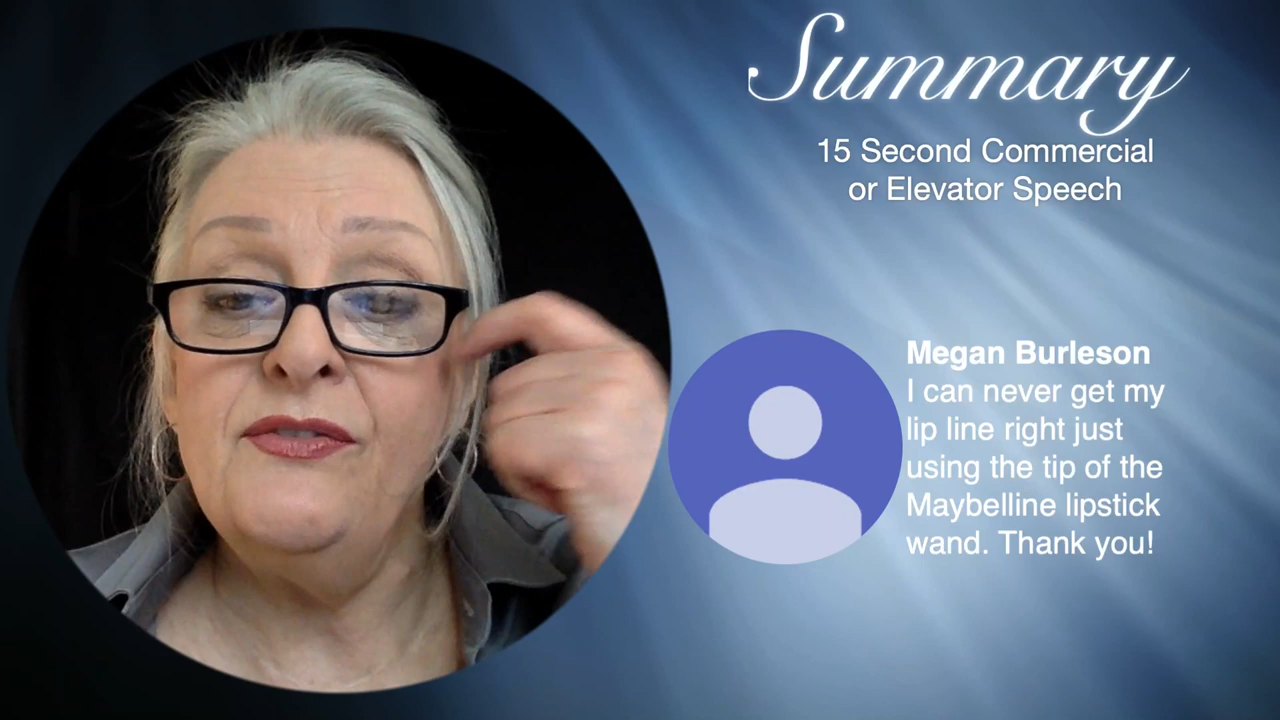 Summary
15 Second Commercial
or Elevator Speech
Megan Burleson
I can never get my
lip line right just
using the tip of the
Maybelline lipstick
wand. Thank you!